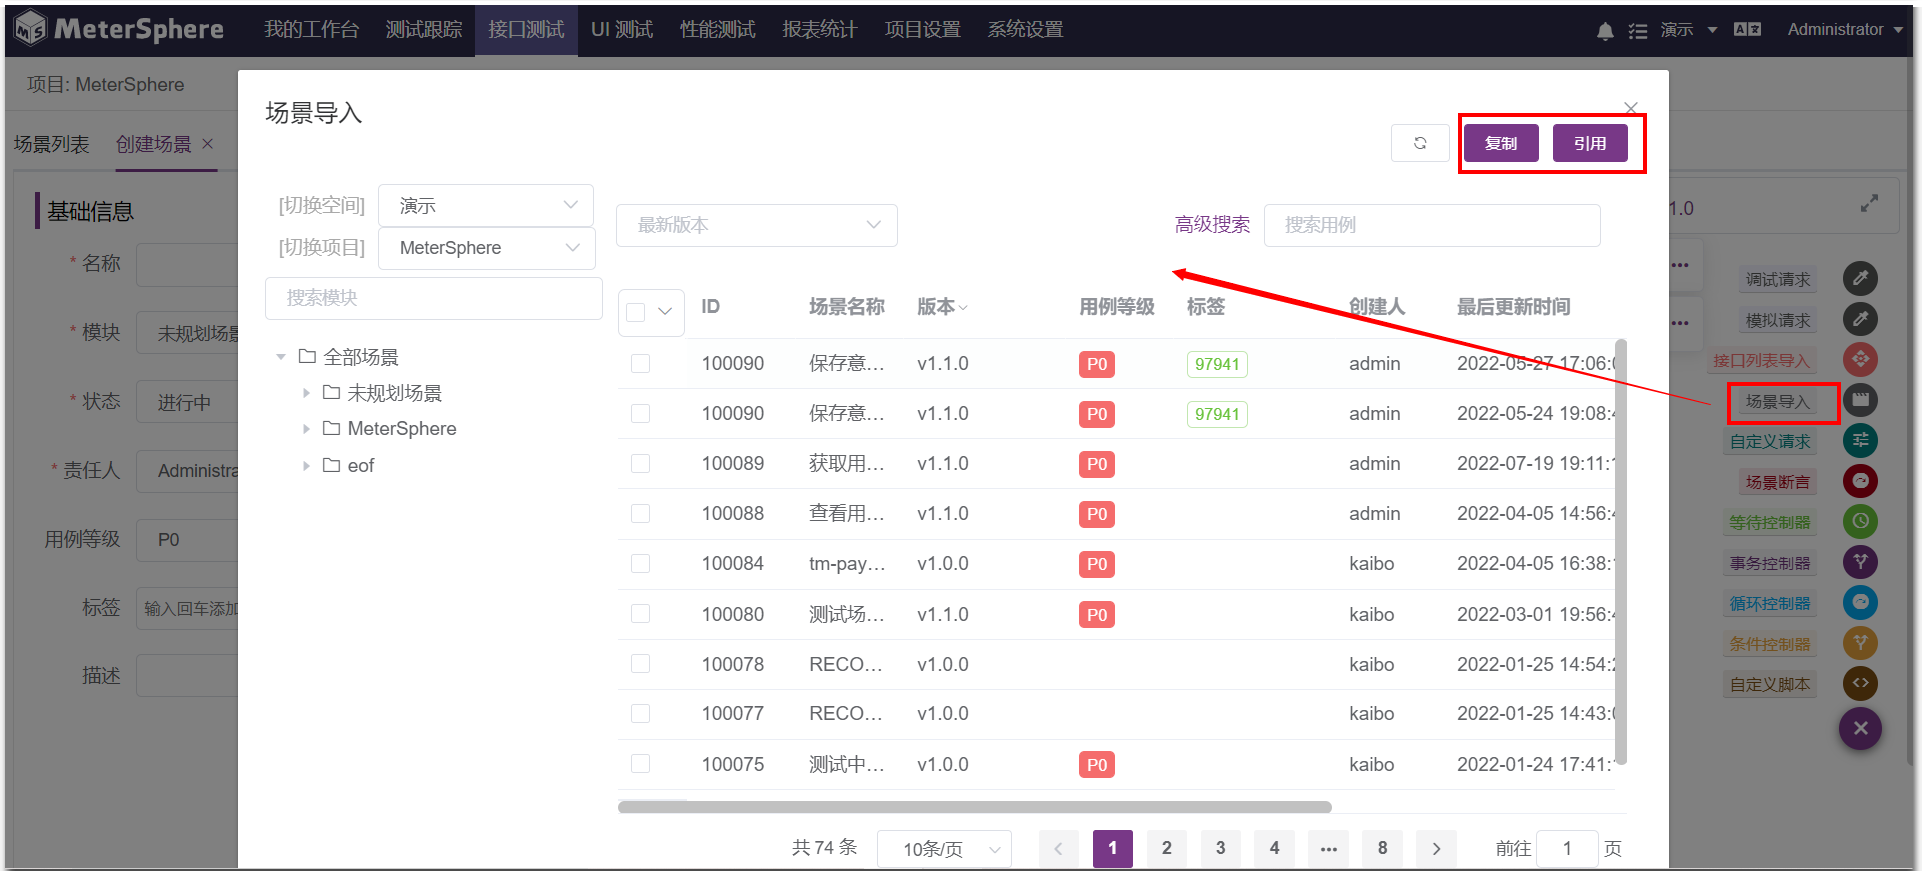 MeterSphere 我的工作台 测试跟踪 接口测试 UI 测试 性能测试 报表统计 项目设置 系统设置 演示 Administrator
项目: MeterSphere
场景列表 创建场景
基础信息
* 名称
* 模块 未规划场景
* 状态 进行中
* 责任人 Administra
用例等级 P0
标签 输入回车添加
描述
场景导入
复制 引用
[切换空间] 演示
[切换项目] MeterSphere
搜索模块
全部场景
未规划场景
MeterSphere
eof
最新版本 高级搜索 搜索用例
ID 场景名称 版本 用例等级 标签 创建人 最后更新时间
100090 保存意... v1.1.0 P0 97941 admin 2022-05-27 17:06:
100090 保存意... v1.1.0 P0 97941 admin 2022-05-24 19:08:
100089 获取用... v1.1.0 P0 admin 2022-07-19 19:11:
100088 查看用... v1.1.0 P0 admin 2022-04-05 14:56:
100084 tm-pay... v1.0.0 P0 kaibo 2022-04-05 16:38:
100080 测试场... v1.1.0 P0 kaibo 2022-03-01 19:56:
100078 RECO... v1.0.0 kaibo 2022-01-25 14:54:
100077 RECO... v1.0.0 kaibo 2022-01-25 14:43:
100075 测试中... v1.0.0 P0 kaibo 2022-01-24 17:41:
共 74 条 10条/页 1 2 3 4 ... 8 前往 1 页
1.0
调试请求
模拟请求
接口列表导入
场景导入
自定义请求
场景断言
等待控制器
事务控制器
循环控制器
条件控制器
自定义脚本